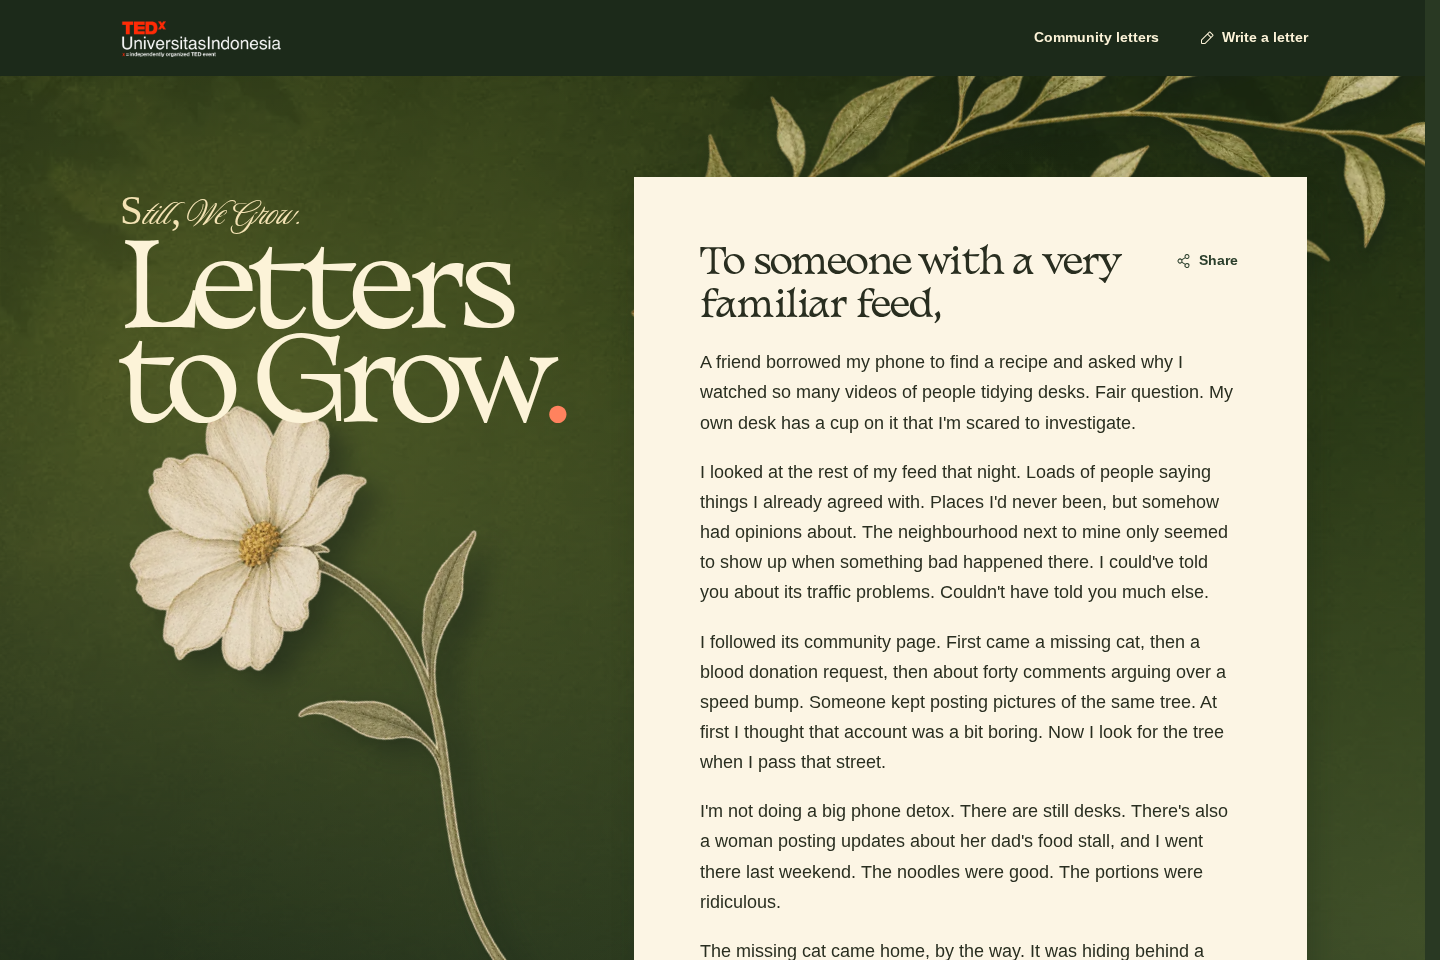 TEDx
UniversitasIndonesia
x = independently organized TED event
Community letters
Write a letter
Still, We Grow.
Letters
to Grow.
To someone with a very
familiar feed,
Share
A friend borrowed my phone to find a recipe and asked why I
watched so many videos of people tidying desks. Fair question. My
own desk has a cup on it that I'm scared to investigate.
I looked at the rest of my feed that night. Loads of people saying
things I already agreed with. Places I'd never been, but somehow
had opinions about. The neighbourhood next to mine only seemed
to show up when something bad happened there. I could've told
you about its traffic problems. Couldn't have told you much else.
I followed its community page. First came a missing cat, then a
blood donation request, then about forty comments arguing over a
speed bump. Someone kept posting pictures of the same tree. At
first I thought that account was a bit boring. Now I look for the tree
when I pass that street.
I'm not doing a big phone detox. There are still desks. There's also
a woman posting updates about her dad's food stall, and I went
there last weekend. The noodles were good. The portions were
ridiculous.
The missing cat came home, by the way. It was hiding behind a